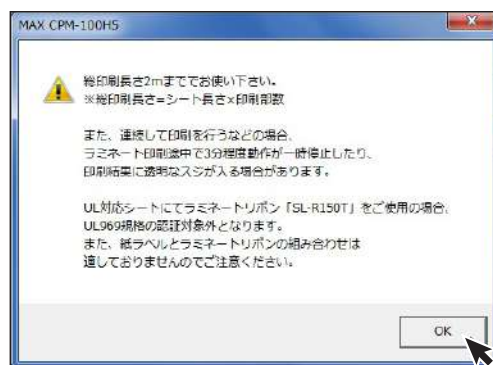 MAX CPM-100H5
総印刷長さ2mまででお使い下さい。
※総印刷長さ=シート長さ×印刷部数
また、連続して印刷を行うなどの場合、
ラミネート印刷途中で3分程度動作が一時停止したり、
印刷結果に透明なスジが入る場合があります。
UL対応シートにてラミネートリボン「SL-R150T」をご使用の場合、
UL969規格の認証対象外となります。
また、紙ラベルとラミネートリボンの組み合わせは
適しておりませんのでご注意ください。
OK